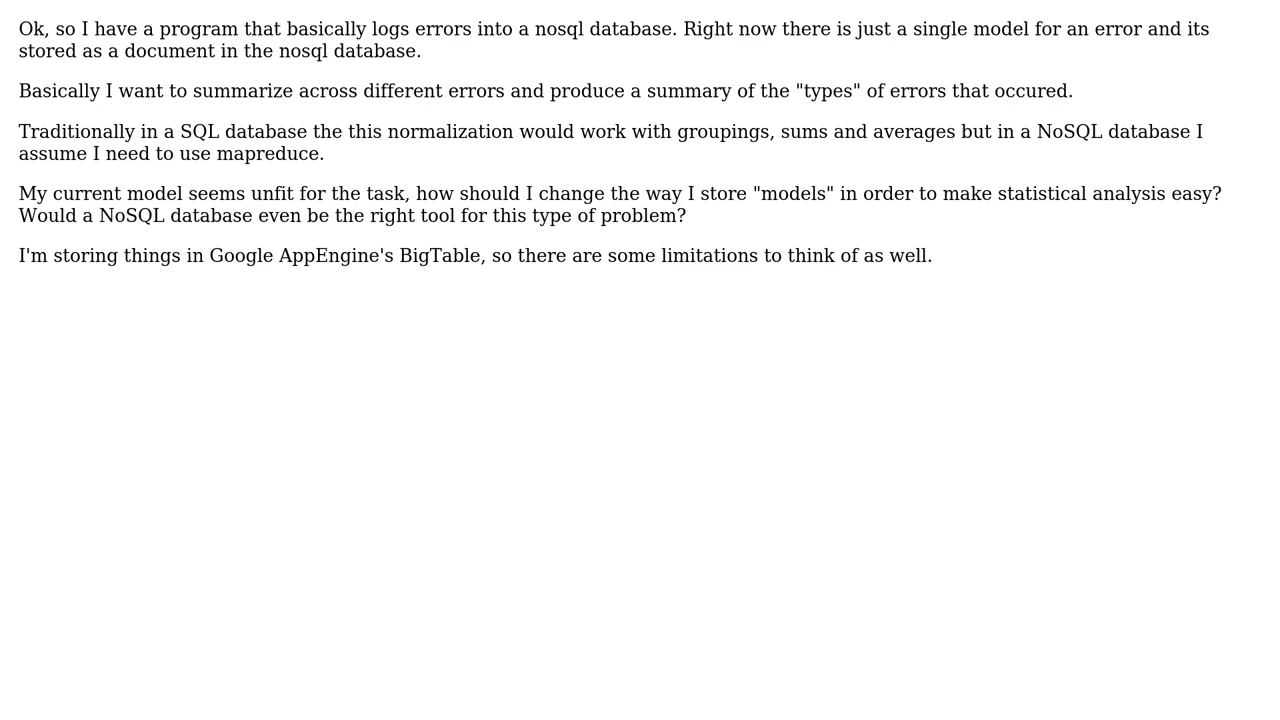 Ok, so I have a program that basically logs errors into a nosql database. Right now there is just a single model for an error and its
stored as a document in the nosql database.
Basically I want to summarize across different errors and produce a summary of the "types" of errors that occured.
Traditionally in a SQL database the this normalization would work with groupings, sums and averages but in a NoSQL database I
assume I need to use mapreduce.
My current model seems unfit for the task, how should I change the way I store "models" in order to make statistical analysis easy?
Would a NoSQL database even be the right tool for this type of problem?
I'm storing things in Google AppEngine's BigTable, so there are some limitations to think of as well.